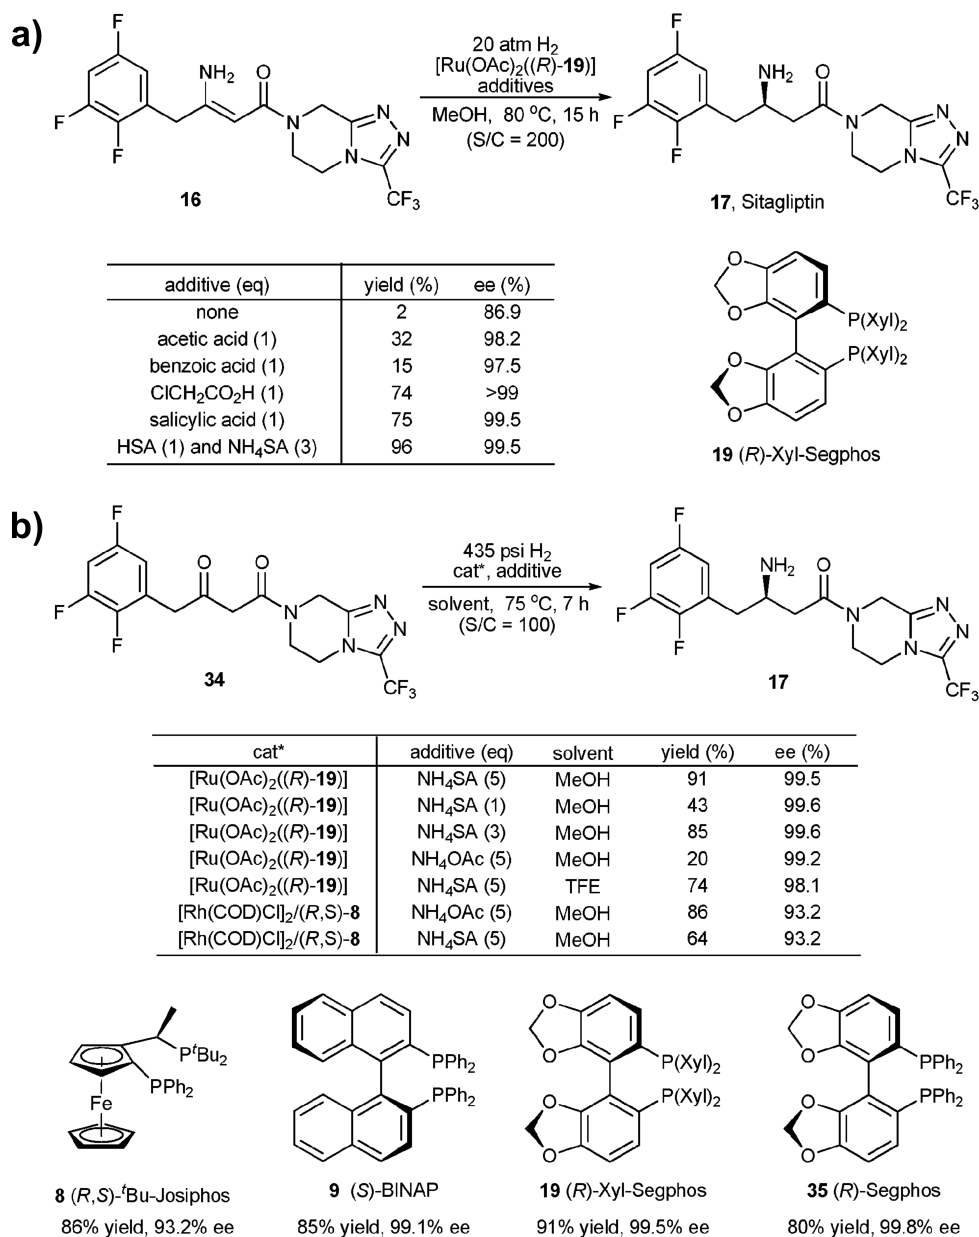 a)
F
F
F
NH2
O
N
N
N
N
CF3
16
20 atm H2
[Ru(OAc)2((R)-19)]
additives
MeOH, 80 °C, 15 h
(S/C = 200)
F
F
F
NH2
O
N
N
N
N
CF3
17, Sitagliptin
additive (eq) yield (%) ee (%)
none 2 86.9
acetic acid (1) 32 98.2
benzoic acid (1) 15 97.5
ClCH2CO2H (1) 74 >99
salicylic acid (1) 75 99.5
HSA (1) and NH4SA (3) 96 99.5
O
O
O
O
P(Xyl)2
P(Xyl)2
19 (R)-Xyl-Segphos
b)
F
F
F
O
O
N
N
N
N
CF3
34
435 psi H2
cat*, additive
solvent, 75 °C, 7 h
(S/C = 100)
F
F
F
NH2
O
N
N
N
N
CF3
17
cat* additive (eq) solvent yield (%) ee (%)
[Ru(OAc)2((R)-19)] NH4SA (5) MeOH 91 99.5
[Ru(OAc)2((R)-19)] NH4SA (1) MeOH 43 99.6
[Ru(OAc)2((R)-19)] NH4SA (3) MeOH 85 99.6
[Ru(OAc)2((R)-19)] NH4OAc (5) MeOH 20 99.2
[Ru(OAc)2((R)-19)] NH4SA (5) TFE 74 98.1
[Rh(COD)Cl]2/(R,S)-8 NH4OAc (5) MeOH 86 93.2
[Rh(COD)Cl]2/(R,S)-8 NH4SA (5) MeOH 64 93.2
PtBu2
PPh2
Fe
8 (R,S)-tBu-Josiphos
86% yield, 93.2% ee
PPh2
PPh2
9 (S)-BINAP
85% yield, 99.1% ee
O
O
O
O
P(Xyl)2
P(Xyl)2
19 (R)-Xyl-Segphos
91% yield, 99.5% ee
O
O
O
O
PPh2
PPh2
35 (R)-Segphos
80% yield, 99.8% ee